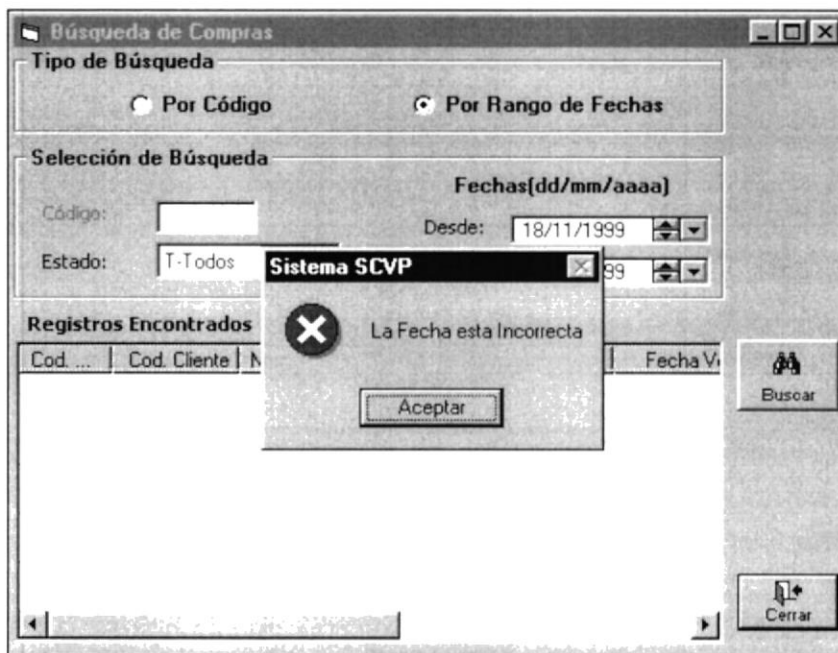 Búsqueda de Compras
Tipo de Búsqueda
Por Código
Por Rango de Fechas
Selección de Búsqueda
Fechas(dd/mm/aaaa)
Código:
Desde: 18/11/1999
Estado: T-Todos
99
Sistema SCVP
La Fecha esta Incorrecta
Aceptar
Registros Encontrados
Cod. ... Cod. Cliente N Fecha V
Buscar
Cerrar